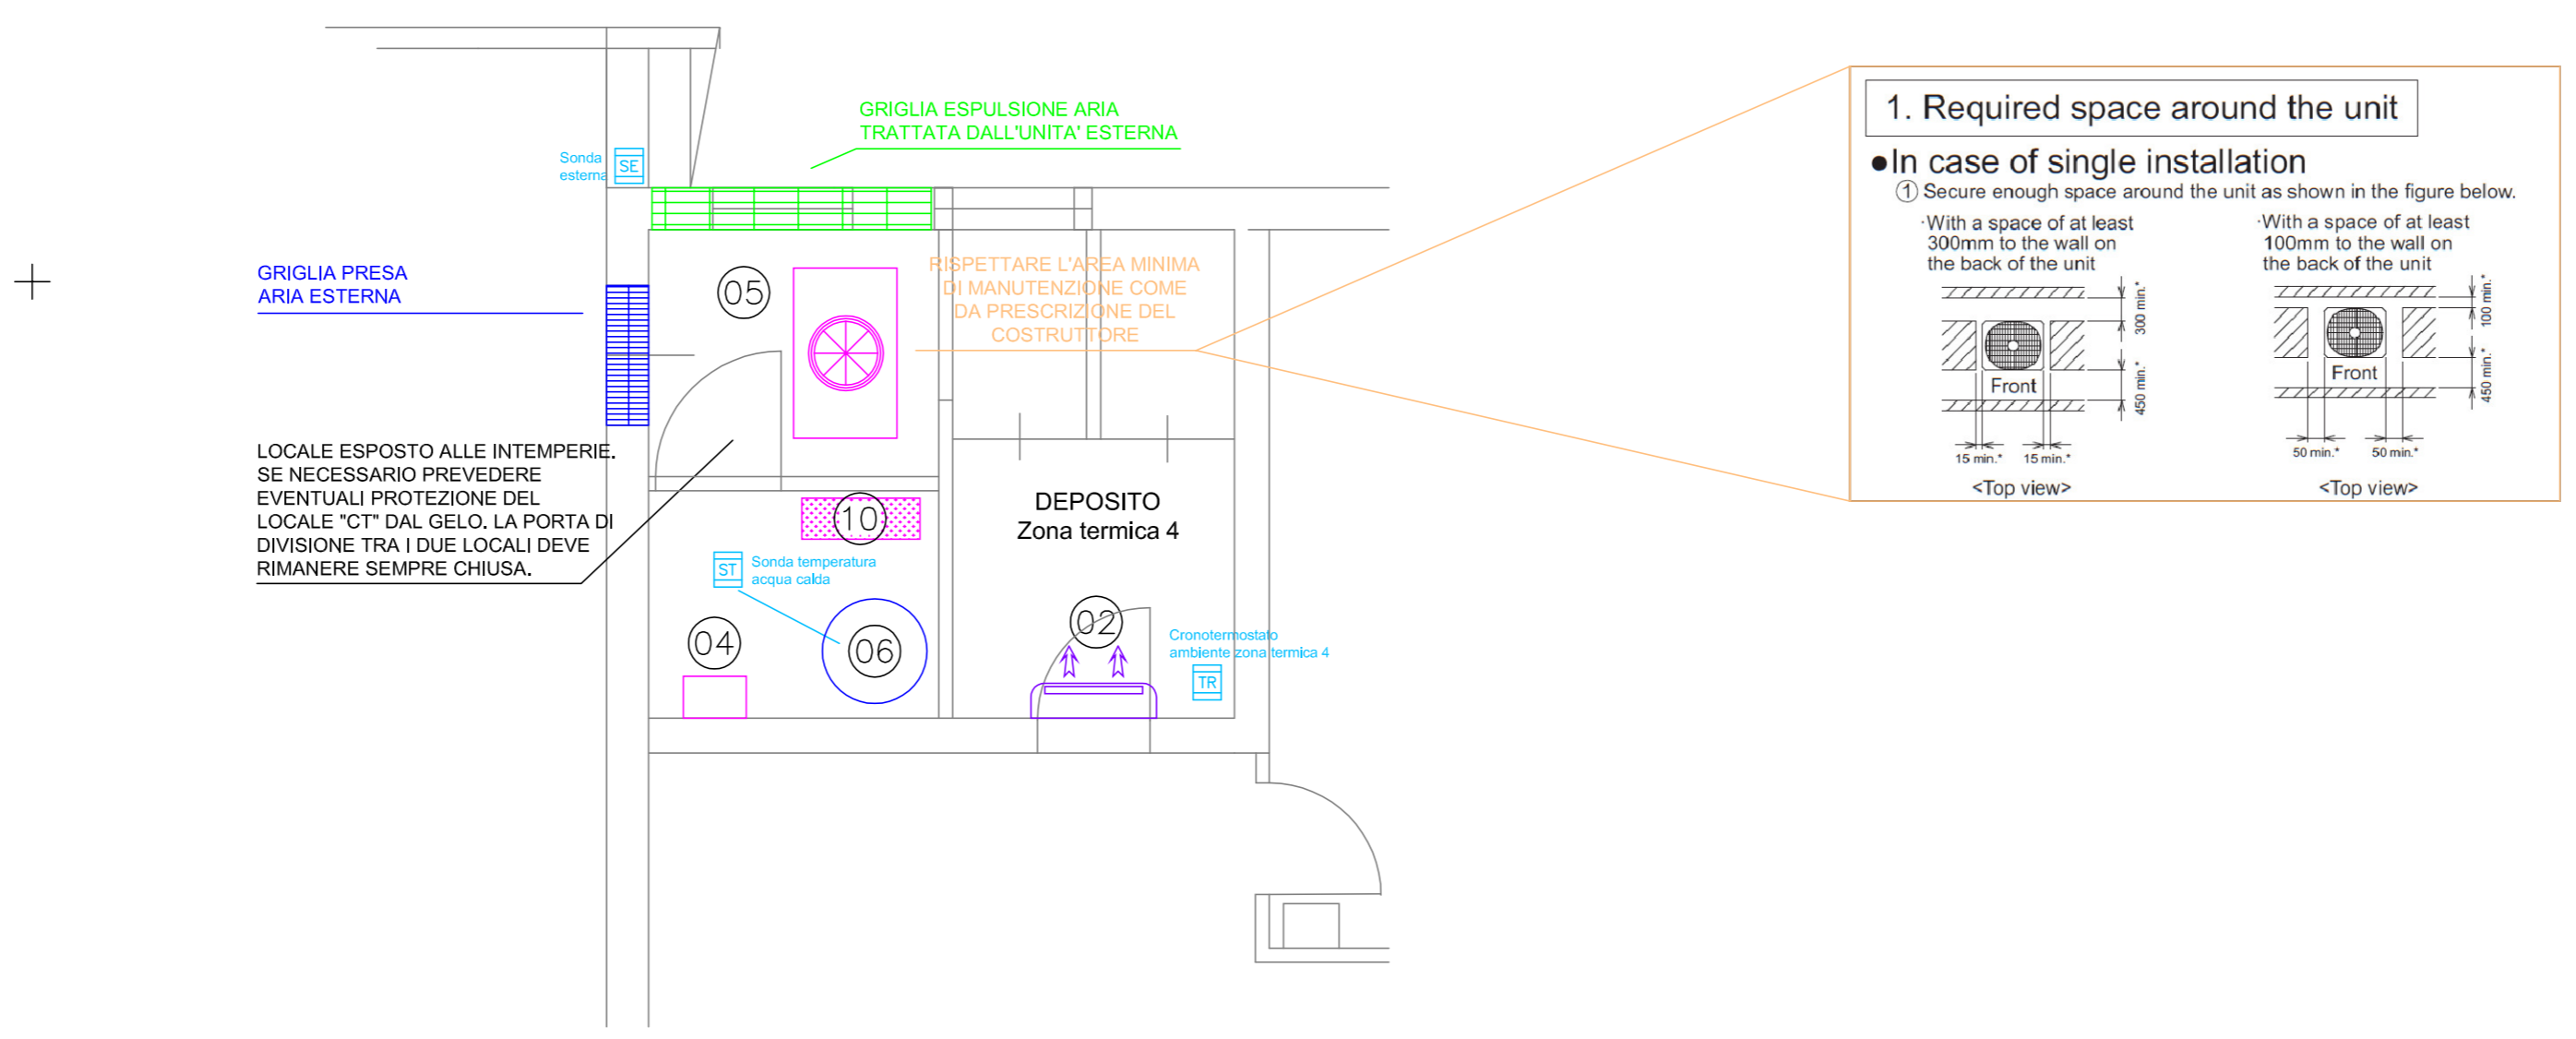 GRIGLIA ESPULSIONE ARIA
TRATTATA DALL'UNITA' ESTERNA
Sonda
esterna
SE
GRIGLIA PRESA
ARIA ESTERNA
05
RISPETTARE L'AREA MINIMA
DI MANUTENZIONE COME
DA PRESCRIZIONE DEL
COSTRUTTORE
LOCALE ESPOSTO ALLE INTEMPERIE.
SE NECESSARIO PREVEDERE
EVENTUALI PROTEZIONE DEL
LOCALE "CT" DAL GELO. LA PORTA DI
DIVISIONE TRA I DUE LOCALI DEVE
RIMANERE SEMPRE CHIUSA.
10
DEPOSITO
Zona termica 4
ST
Sonda temperatura
acqua calda
04
06
02
Cronotermostato
ambiente zona termica 4
TR
1. Required space around the unit
●In case of single installation
① Secure enough space around the unit as shown in the figure below.
·With a space of at least
300mm to the wall on
the back of the unit
300 min.*
Front
450 min.*
15 min.*
15 min.*
<Top view>
·With a space of at least
100mm to the wall on
the back of the unit
100 min.*
Front
450 min.*
50 min.*
50 min.*
<Top view>